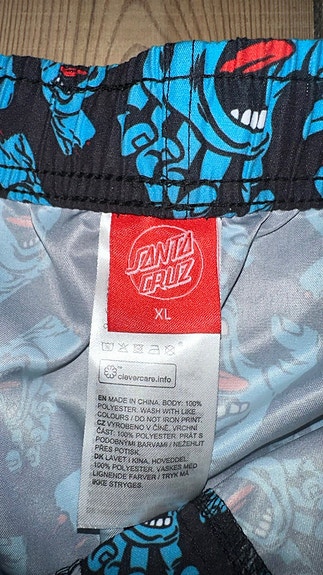 SANTA
CRUZ
XL
clevercare.info
EN MADE IN CHINA. BODY: 100%
POLYESTER. WASH WITH LIKE
COLOURS / DO NOT IRON PRINT.
CZ VYROBENO V ČÍNĚ. VRCHNÍ
ČÁST: 100% POLYESTER. PRÁT S
PODOBNÝMI BARVAMI / NEŽEHLIT
PŘES POTISK.
DK LAVET I KINA. HOVEDDEL:
100% POLYESTER. VASKES MED
LIGNENDE FARVER / TRYK MÅ
IKKE STRYGES.